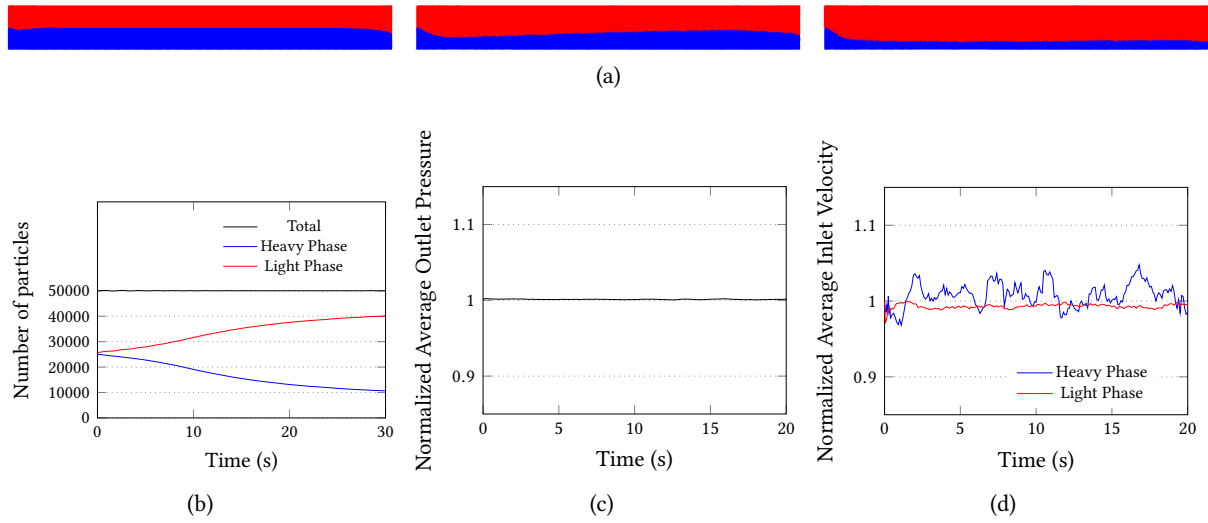 (a)
Number of particles
50000
40000
30000
20000
10000
0
Total
Heavy Phase
Light Phase
0 10 20 30
Time (s)
(b)
Normalized Average Outlet Pressure
1.1
1
0.9
0 5 10 15 20
Time (s)
(c)
Normalized Average Inlet Velocity
1.1
1
0.9
Heavy Phase
Light Phase
0 5 10 15 20
Time (s)
(d)